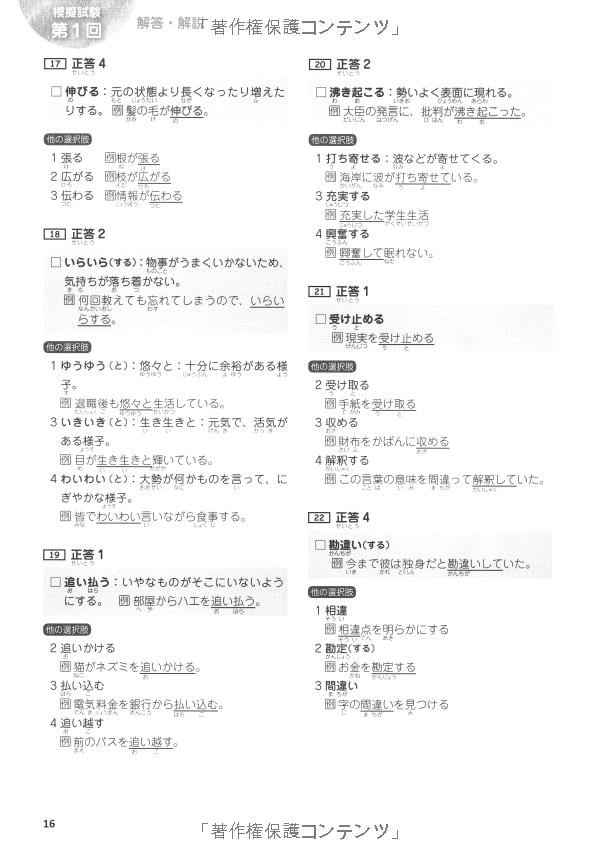 模擬試験
第1回
解答・解説
「著作権保護コンテンツ」
17 正答4
□ 伸びる：元の状態より長くなったり増えた
りする。 例 髪の毛が伸びる。
他の選択肢
1 張る 例根が張る
2 広がる 例枝が広がる
3 伝わる 例情報が伝わる
18 正答2
□ いらいら(する)：物事がうまくいかないため、
気持ちが落ち着かない。
例 何回教えても忘れてしまうので、いらい
らする。
他の選択肢
1 ゆうゆう(と)：悠々と：十分に余裕がある様
子。
例 退職後も悠々と生活している。
3 いきいき(と)：生き生きと：元気で、活気が
ある様子。
例 目が生き生きと輝いている。
4 わいわい(と)：大勢が何かものを言って、に
ぎやかな様子。
例 皆でわいわい言いながら食事する。
19 正答1
□ 追い払う：いやなものがそこにいないよう
にする。 例 部屋からハエを追い払う。
他の選択肢
2 追いかける
例 猫がネズミを追いかける。
3 払い込む
例 電気料金を銀行から払い込む。
4 追い越す
例 前のバスを追い越す。
20 正答2
□ 沸き起こる：勢いよく表面に現れる。
例 大臣の発言に、批判が沸き起こった。
他の選択肢
1 打ち寄せる：波などが寄せてくる。
例 海岸に波が打ち寄せている。
3 充実する
例 充実した学生生活
4 興奮する
例 興奮して眠れない。
21 正答1
□ 受け止める
例 現実を受け止める
他の選択肢
2 受け取る
例 手紙を受け取る
3 収める
例 財布をかばんに収める
4 解釈する
例 この言葉の意味を間違って解釈していた。
22 正答4
□ 勘違い(する)
例 今まで彼は独身だと勘違いしていた。
他の選択肢
1 相違
例 相違点を明らかにする
2 勘定(する)
例 お金を勘定する
3 間違い
例 字の間違いを見つける
16
「著作権保護コンテンツ」